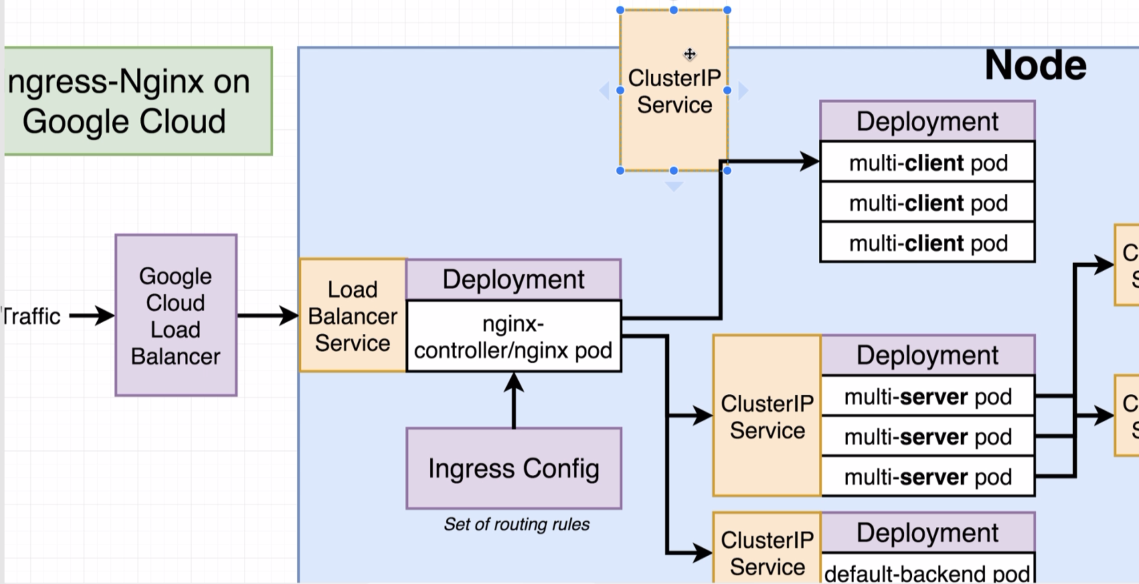 ngress-Nginx on
Google Cloud
ClusterIP
Service
Node
Deployment
multi-client pod
multi-client pod
multi-client pod
Traffic
Google
Cloud
Load
Balancer
Load
Balancer
Service
Deployment
nginx-
controller/nginx pod
Ingress Config
Set of routing rules
ClusterIP
Service
Deployment
multi-server pod
multi-server pod
multi-server pod
C
S
C
S
ClusterIP
Service
Deployment
default-backend pod